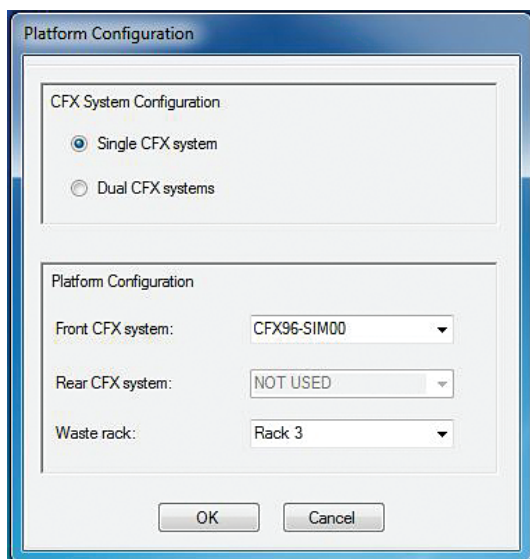 Platform Configuration
CFX System Configuration
Single CFX system
Dual CFX systems
Platform Configuration
Front CFX system: CFX96-SIM00
Rear CFX system: NOT USED
Waste rack: Rack 3
OK Cancel